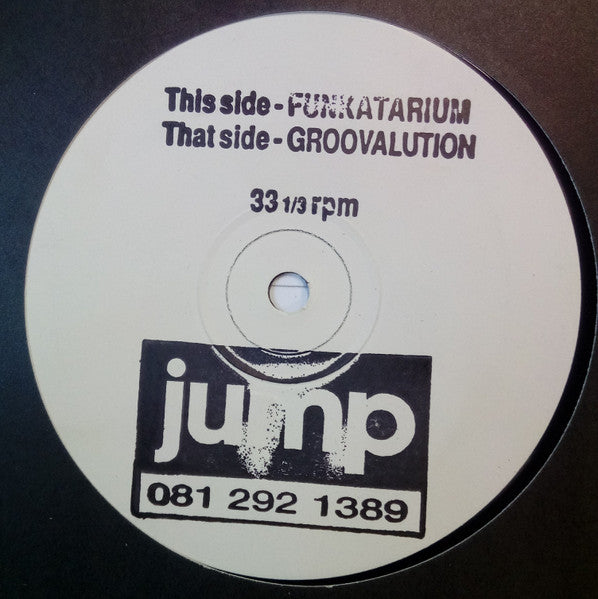 This side - FUNKATARIUM
That side - GROOVALUTION
33 1/3 rpm
jump
081 292 1389